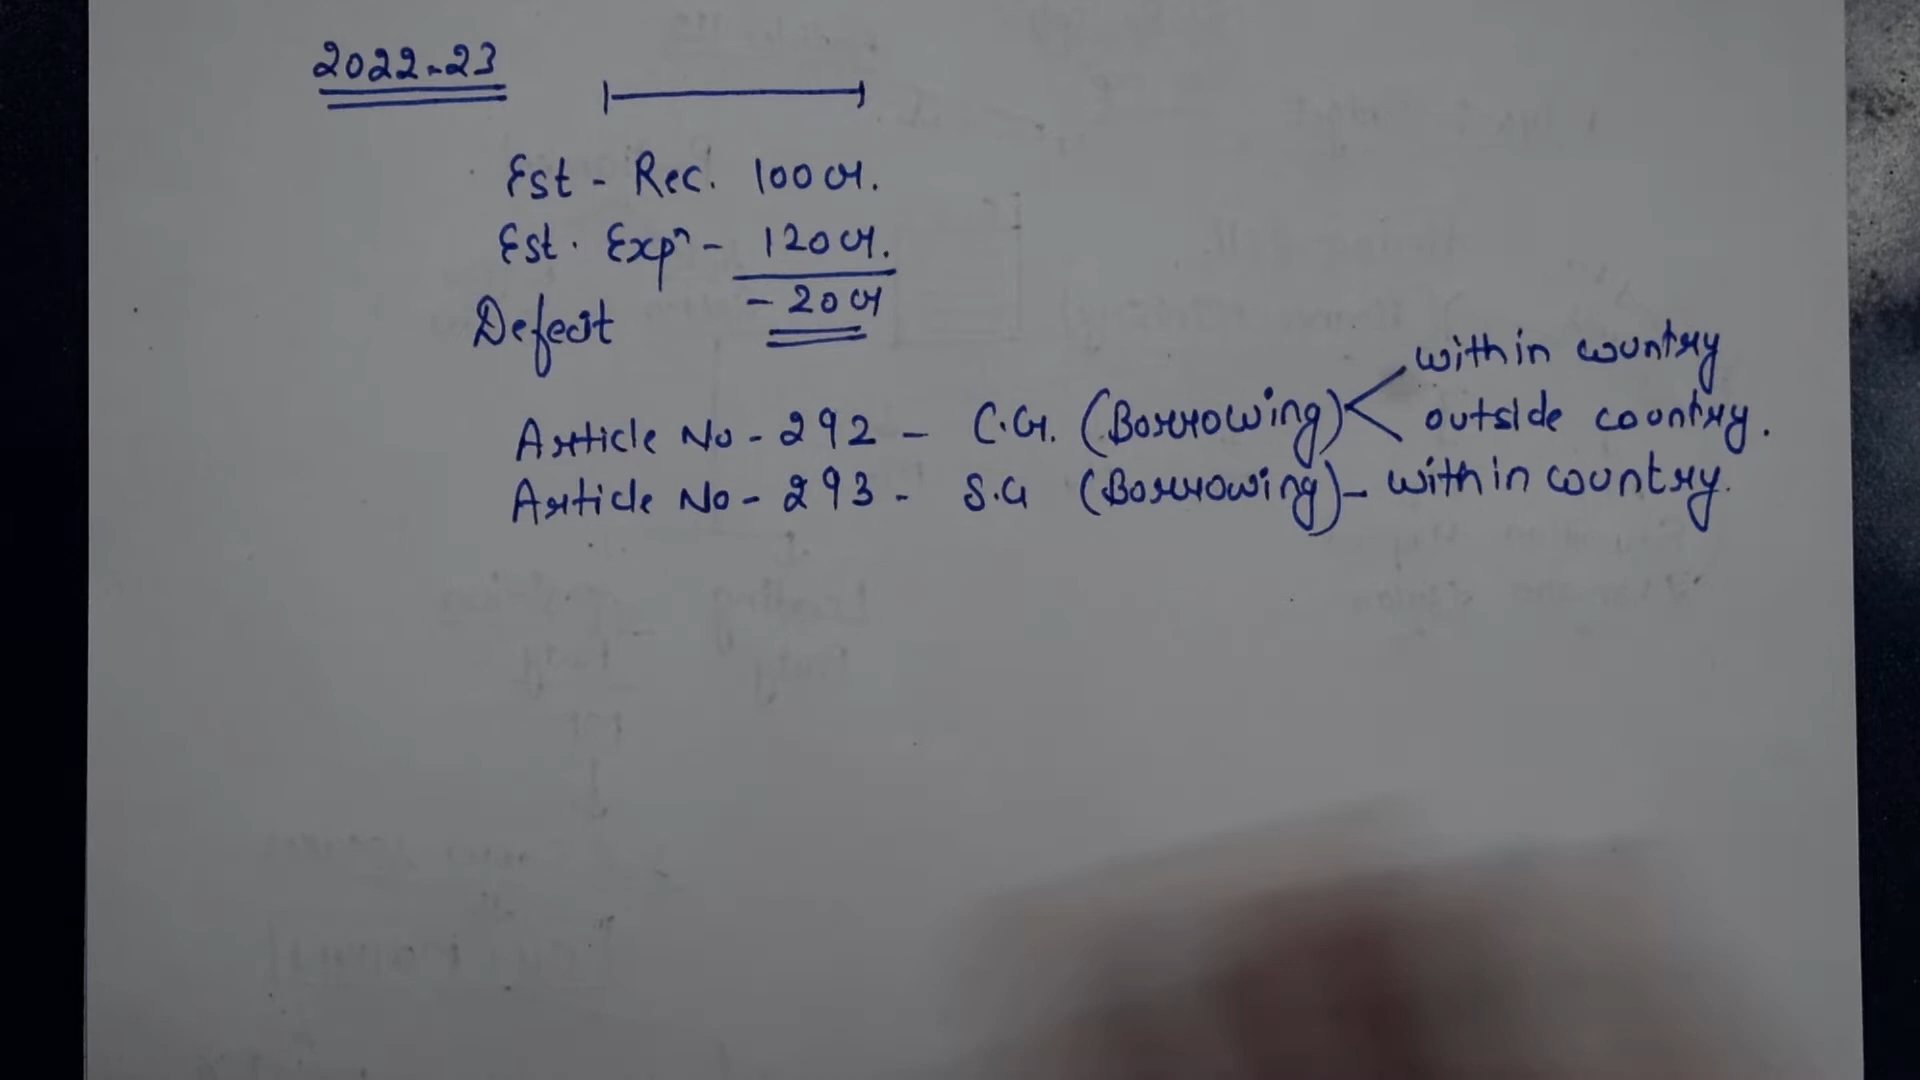 2022-23
Est - Rec. 100 cr.
Est. Expn - 120 cr.
Defecit - 20 cr
Article No - 292 - C.G. (Borrowing) within country
outside country.
Article No - 293 - S.G (Borrowing) - within country.